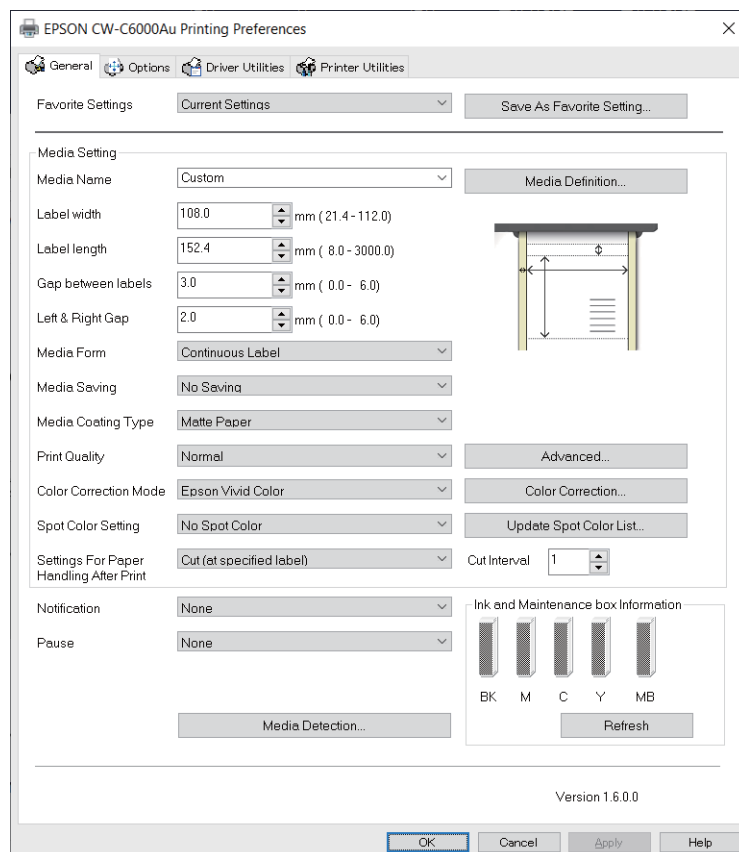 EPSON CW-C6000Au Printing Preferences
General Options Driver Utilities Printer Utilities
Favorite Settings Current Settings Save As Favorite Setting...
Media Setting
Media Name Custom Media Definition...
Label width 108.0 mm ( 21.4 - 112.0)
Label length 152.4 mm ( 8.0 - 3000.0)
Gap between labels 3.0 mm ( 0.0 - 6.0)
Left & Right Gap 2.0 mm ( 0.0 - 6.0)
Media Form Continuous Label
Media Saving No Saving
Media Coating Type Matte Paper
Print Quality Normal Advanced...
Color Correction Mode Epson Vivid Color Color Correction...
Spot Color Setting No Spot Color Update Spot Color List...
Settings For Paper Cut (at specified label) Cut Interval 1
Handling After Print
Notification None Ink and Maintenance box Information
Pause None
BK M C Y MB
Media Detection... Refresh
Version 1.6.0.0
OK Cancel Apply Help